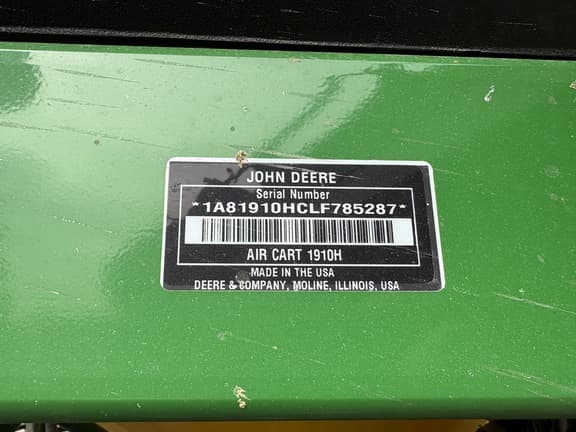 JOHN DEERE
Serial Number
*1A81910HCLF785287*
AIR CART 1910H
MADE IN THE USA
DEERE & COMPANY, MOLINE, ILLINOIS, USA